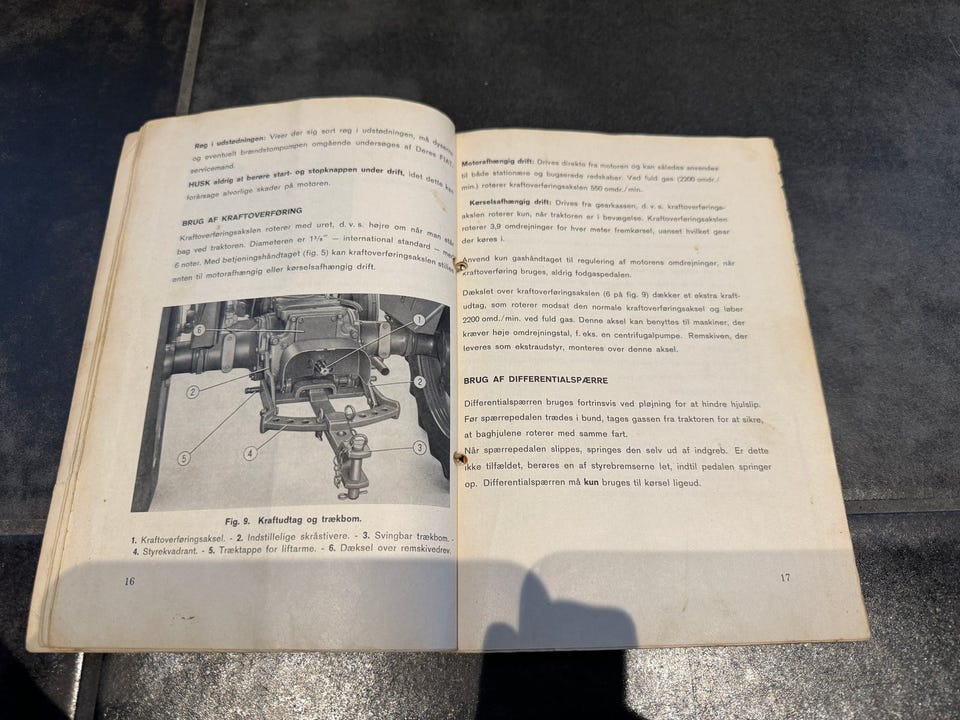 Røg i udstødningen: Viser der sig sort røg i udstødningen, må dyserne
og eventuelt brændstofpumpen omgående undersøges af Deres FIAT-
servicemand.
HUSK aldrig at berøre start- og stopknappen under drift, idet dette kan
forårsage alvorlige skader på motoren.
BRUG AF KRAFTOVERFØRING
Kraftoverføringsakslen roterer med uret, d. v. s. højre om når man står
bag ved traktoren. Diameteren er 1³/₈" — international standard — med
6 noter. Med betjeningshåndtaget (fig. 5) kan kraftoverføringsakslen stilles
enten til motorafhængig eller kørselsafhængig drift.
6
1
2
2
5
4
3
Fig. 9. Kraftudtag og trækbom.
1. Kraftoverføringsaksel. - 2. Indstillelige skråstivere. - 3. Svingbar trækbom. -
4. Styrekvadrant. - 5. Træktappe for liftarme. - 6. Dæksel over remskivedrev.
16
Motorafhængig drift: Drives direkte fra motoren og kan således anvendes
til både stationære og bugserede redskaber. Ved fuld gas (2200 omdr./
min.) roterer kraftoverføringsakslen 550 omdr./min.
Kørselsafhængig drift: Drives fra gearkassen, d. v. s. kraftoverførings-
akslen roterer kun, når traktoren er i bevægelse. Kraftoverføringsakslen
roterer 3,9 omdrejninger for hver meter fremkørsel, uanset hvilket gear
der køres i.
Anvend kun gashåndtaget til regulering af motorens omdrejninger, når
kraftoverføring bruges, aldrig fodgaspedalen.
Dækslet over kraftoverføringsakslen (6 på fig. 9) dækker et ekstra kraft-
udtag, som roterer modsat den normale kraftoverføringsaksel og løber
2200 omd./min. ved fuld gas. Denne aksel kan benyttes til maskiner, der
kræver høje omdrejningstal, f. eks. en centrifugalpumpe. Remskiven, der
leveres som ekstraudstyr, monteres over denne aksel.
BRUG AF DIFFERENTIALSPÆRRE
Differentialspærren bruges fortrinsvis ved pløjning for at hindre hjulslip.
Før spærrepedalen trædes i bund, tages gassen fra traktoren for at sikre,
at baghjulene roterer med samme fart.
Når spærrepedalen slippes, springes den selv ud af indgreb. Er dette
ikke tilfældet, berøres en af styrebremserne let, indtil pedalen springer
op. Differentialspærren må kun bruges til kørsel ligeud.
17